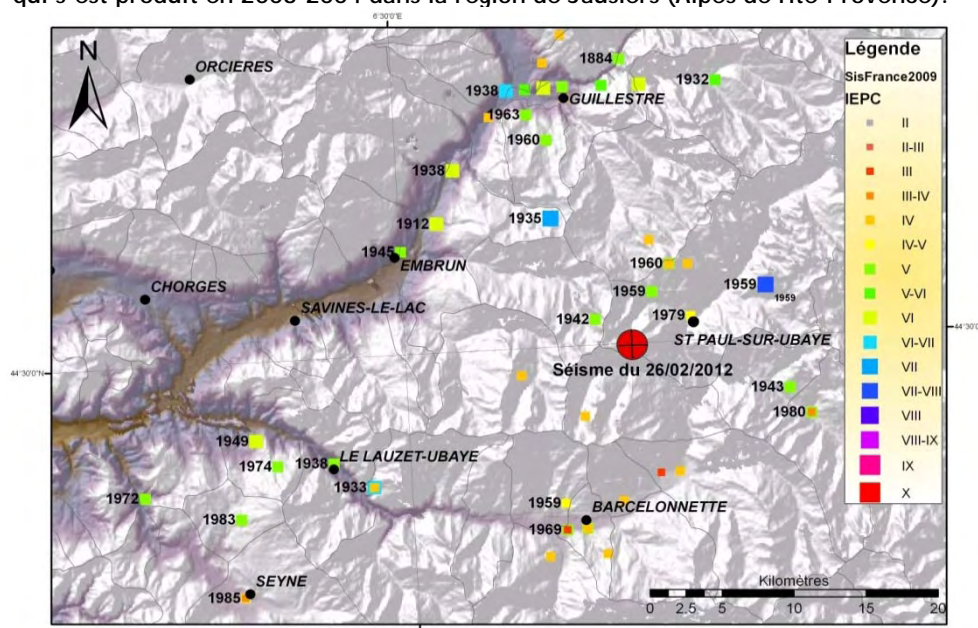 qui s'est produit en 2003-2004 dans la région de Jausiers (Alpes de Hte Provence).
6°30'0"E
N
ORCIERES
1884
1932
1938
GUILLESTRE
1963
1960
1938
1935
1912
1945
EMBRUN
1960
CHORGES
1959
1959
1959
SAVINES-LE-LAC
1942
1979
ST PAUL-SUR-UBAYE
44°30'
44°30'0"N
Séisme du 26/02/2012
1943
1980
1949
1974
1938
LE LAUZET-UBAYE
1933
1972
1959
BARCELONNETTE
1983
1969
SEYNE
1985
Légende
SisFrance2009
IEPC
II
II-III
III
III-IV
IV
IV-V
V
V-VI
VI
VI-VII
VII
VII-VIII
VIII
VIII-IX
IX
X
Kilomètres
0 2.5 5 10 15 20